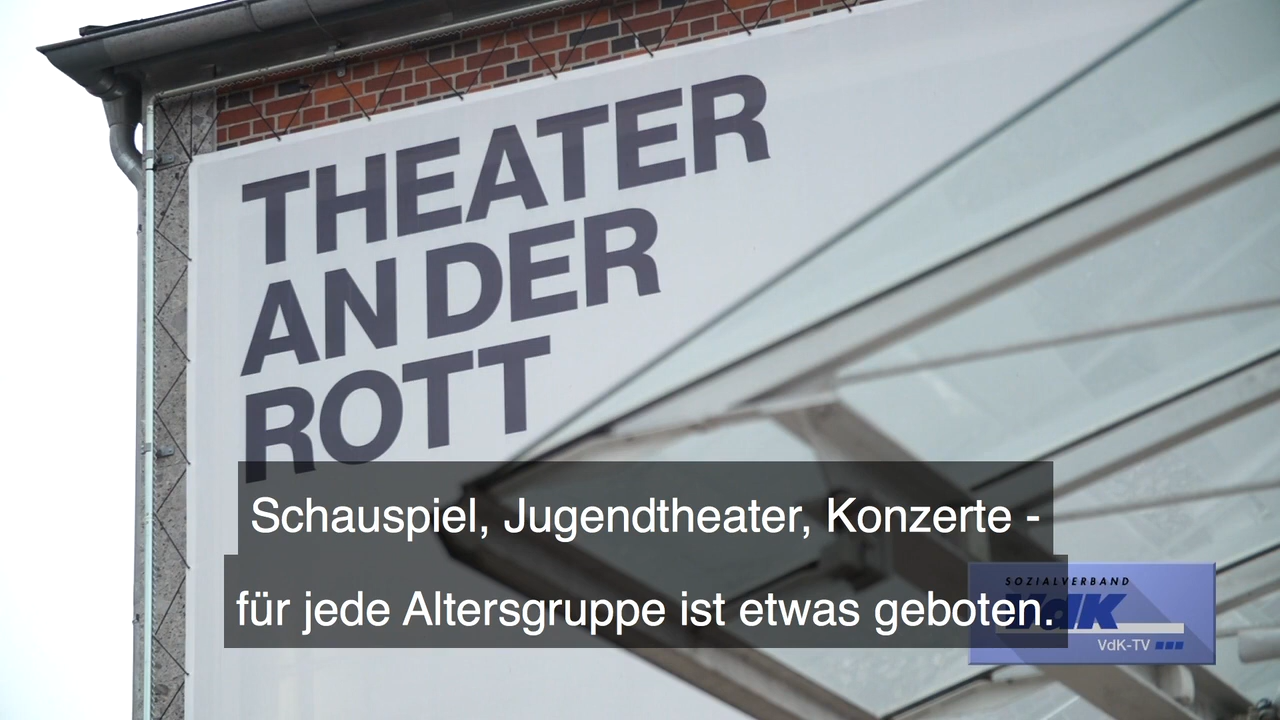 THEATER
AN DER
ROTT
Schauspiel, Jugendtheater, Konzerte -
für jede Altersgruppe ist etwas geboten.
SOZIALVERBAND
VdK
VdK-TV